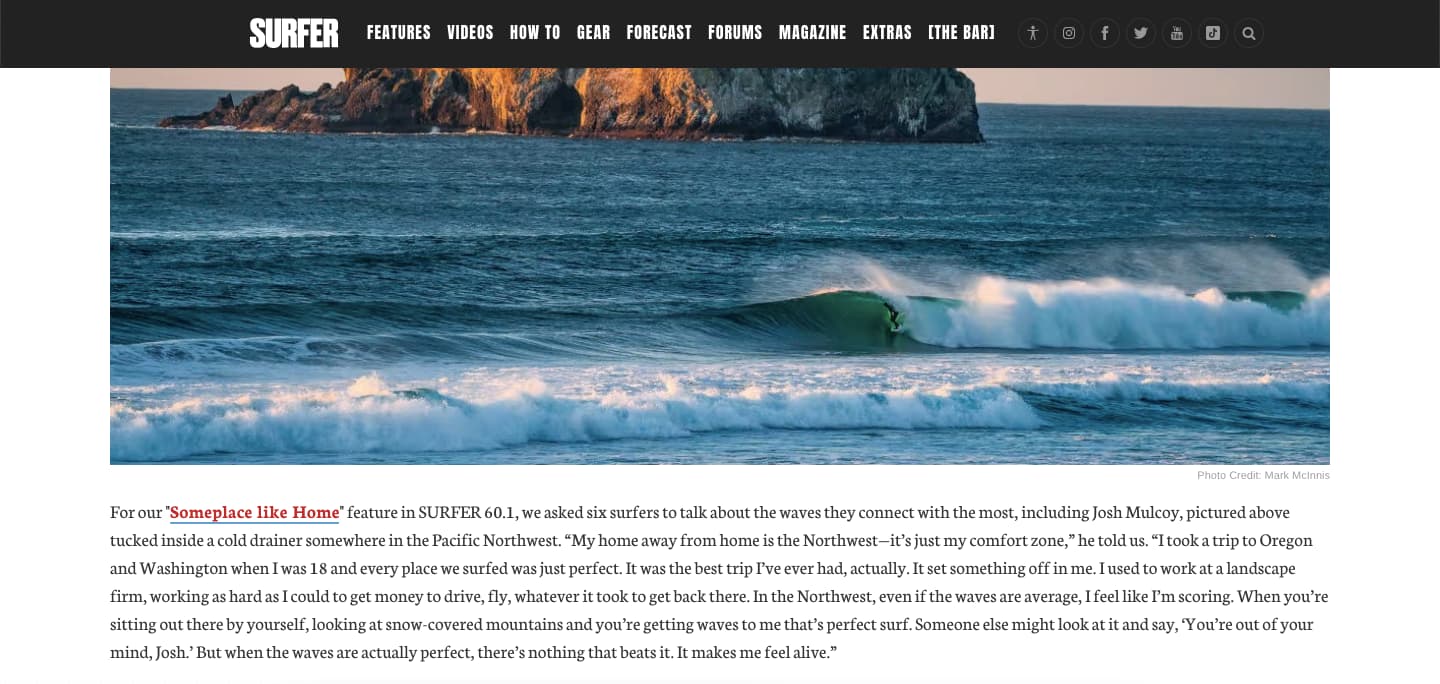 SURFER FEATURES VIDEOS HOW TO GEAR FORECAST FORUMS MAGAZINE EXTRAS [THE BAR]
Photo Credit: Mark McInnis
For our "Someplace like Home" feature in SURFER 60.1, we asked six surfers to talk about the waves they connect with the most, including Josh Mulcoy, pictured above
tucked inside a cold drainer somewhere in the Pacific Northwest. “My home away from home is the Northwest—it’s just my comfort zone,” he told us. “I took a trip to Oregon
and Washington when I was 18 and every place we surfed was just perfect. It was the best trip I’ve ever had, actually. It set something off in me. I used to work at a landscape
firm, working as hard as I could to get money to drive, fly, whatever it took to get back there. In the Northwest, even if the waves are average, I feel like I’m scoring. When you’re
sitting out there by yourself, looking at snow-covered mountains and you’re getting waves to me that’s perfect surf. Someone else might look at it and say, ‘You’re out of your
mind, Josh.’ But when the waves are actually perfect, there’s nothing that beats it. It makes me feel alive.”